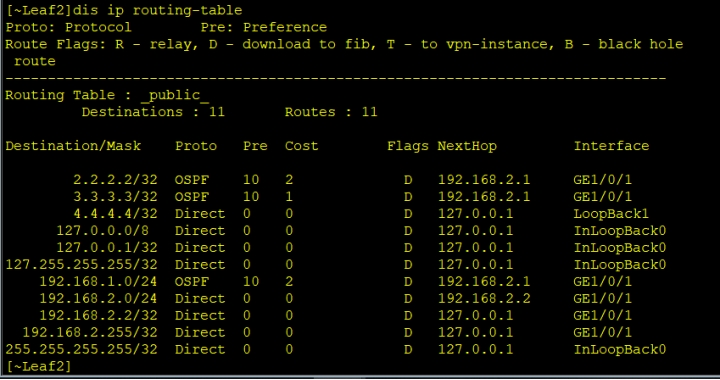 [~Leaf2]dis ip routing-table
Proto: Protocol        Pre: Preference
Route Flags: R - relay, D - download to fib, T - to vpn-instance, B - black hole
 route
------------------------------------------------------------------------------
Routing Table : _public_
         Destinations : 11       Routes : 11

Destination/Mask    Proto   Pre  Cost        Flags NextHop         Interface

        2.2.2.2/32  OSPF    10   2             D   192.168.2.1     GE1/0/1
        3.3.3.3/32  OSPF    10   1             D   192.168.2.1     GE1/0/1
        4.4.4.4/32  Direct  0    0             D   127.0.0.1       LoopBack1
      127.0.0.0/8   Direct  0    0             D   127.0.0.1       InLoopBack0
      127.0.0.1/32  Direct  0    0             D   127.0.0.1       InLoopBack0
127.255.255.255/32  Direct  0    0             D   127.0.0.1       InLoopBack0
    192.168.1.0/24  OSPF    10   2             D   192.168.2.1     GE1/0/1
    192.168.2.0/24  Direct  0    0             D   192.168.2.2     GE1/0/1
    192.168.2.2/32  Direct  0    0             D   127.0.0.1       GE1/0/1
  192.168.2.255/32  Direct  0    0             D   127.0.0.1       GE1/0/1
255.255.255.255/32  Direct  0    0             D   127.0.0.1       InLoopBack0
[~Leaf2]